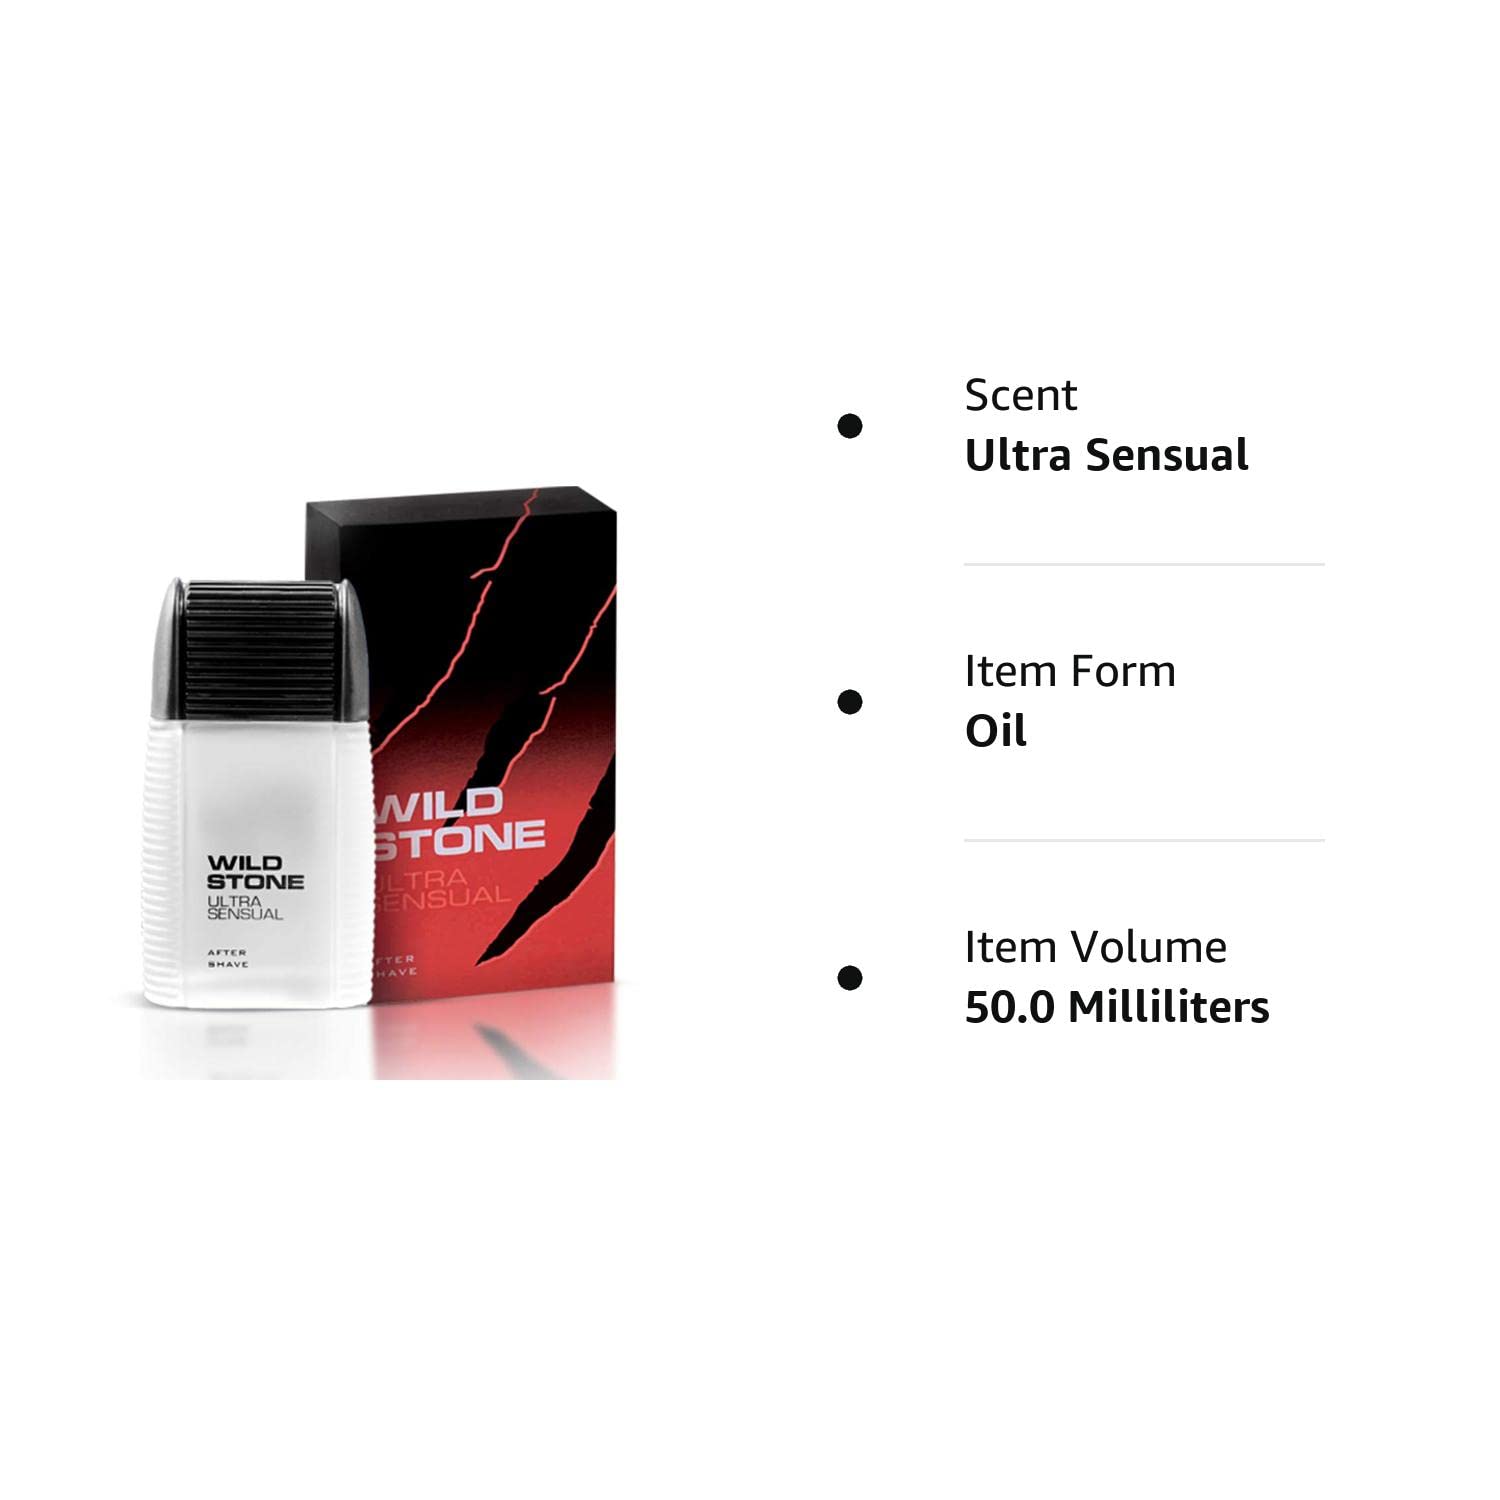 WILD
STONE
ULTRA
SENSUAL
AFTER
SHAVE
WILD
STONE
ULTRA
SENSUAL
AFTER
SHAVE
Scent
Ultra Sensual
Item Form
Oil
Item Volume
50.0 Milliliters